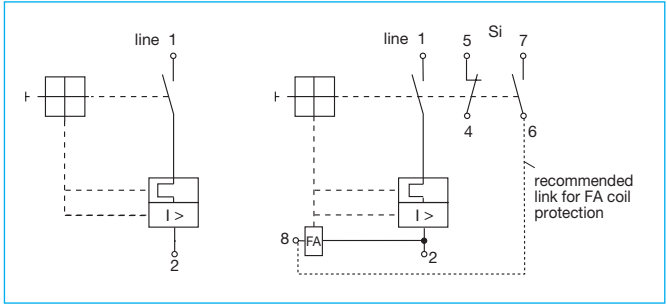 line 1
I >
2
line 1
5
Si
7
4
6
recommended
link for FA coil
protection
I >
8
FA
2